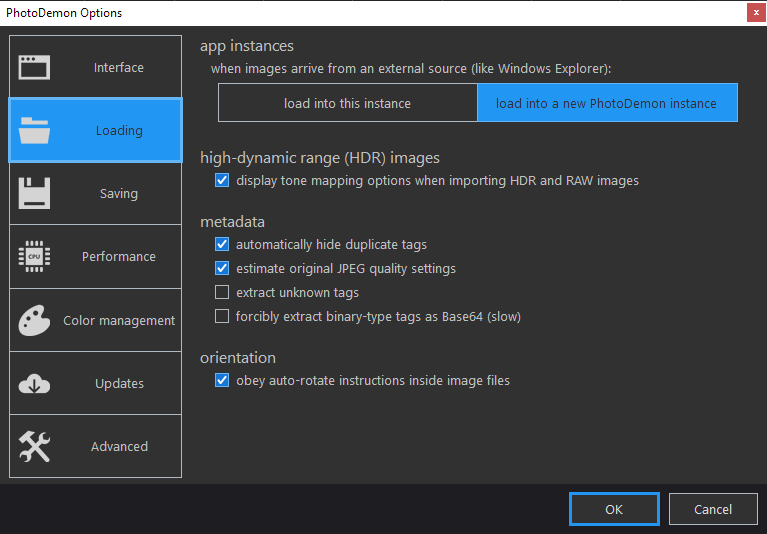 PhotoDemon Options
x
Interface
Loading
Saving
CPU
Performance
Color management
Updates
Advanced
app instances
when images arrive from an external source (like Windows Explorer):
load into this instance
load into a new PhotoDemon instance
high-dynamic range (HDR) images
display tone mapping options when importing HDR and RAW images
metadata
automatically hide duplicate tags
estimate original JPEG quality settings
extract unknown tags
forcibly extract binary-type tags as Base64 (slow)
orientation
obey auto-rotate instructions inside image files
OK
Cancel